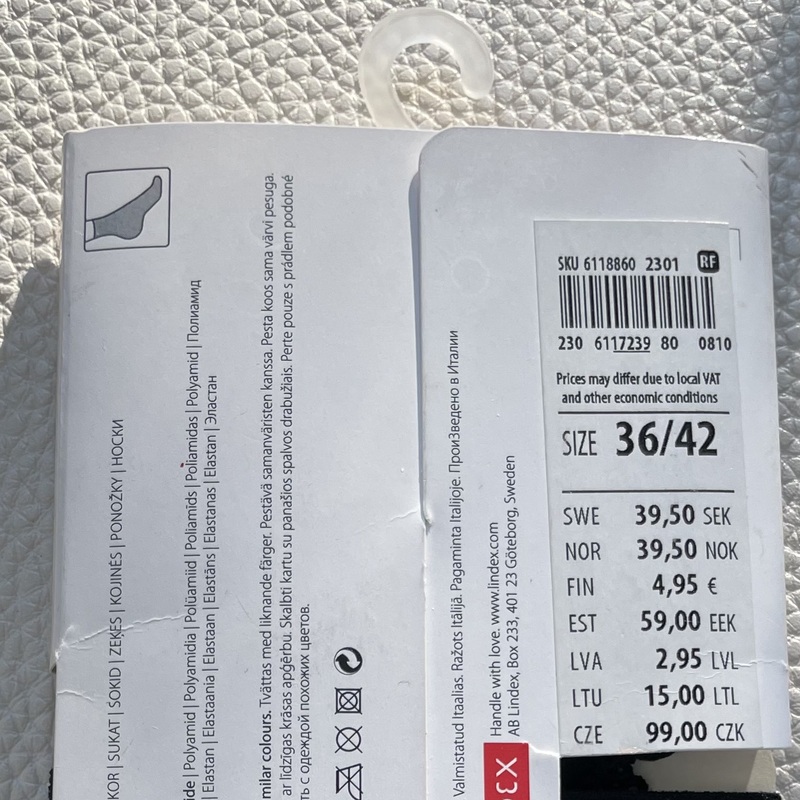 KOR | SUKAT | SOKID | ZEĶES | KOJINĖS | PONOŽKY | НОСКИ
ide | Polyamid | Polyamidia | Polüamiid | Poliamīds | Poliamidas | Polyamid | Полиамид
Elastan | Elastaania | Elastaan | Elastāns | Elastanas | Elastan | Эластан
milar colours. Tvättas med liknande färger. Pestävä samanväristen kanssa. Pesta koos sama värvi pesuga.
ar līdzīgas krāsas apģērbu. Skalbti kartu su panašios spalvos drabužiais. Perte pouze s prádlem podobné
ть с одеждой похожих цветов.
Valmistatud Itaalias. Ražots Itālijā. Pagaminta Italijoje. Произведено в Италии
Handle with love. www.lindex.com
AB Lindex, Box 233, 401 23 Göteborg, Sweden
EX
SKU 6118860 2301 RF
230 6117239 80 0810
Prices may differ due to local VAT
and other economic conditions
SIZE 36/42
SWE 39,50 SEK
NOR 39,50 NOK
FIN 4,95 €
EST 59,00 EEK
LVA 2,95 LVL
LTU 15,00 LTL
CZE 99,00 CZK